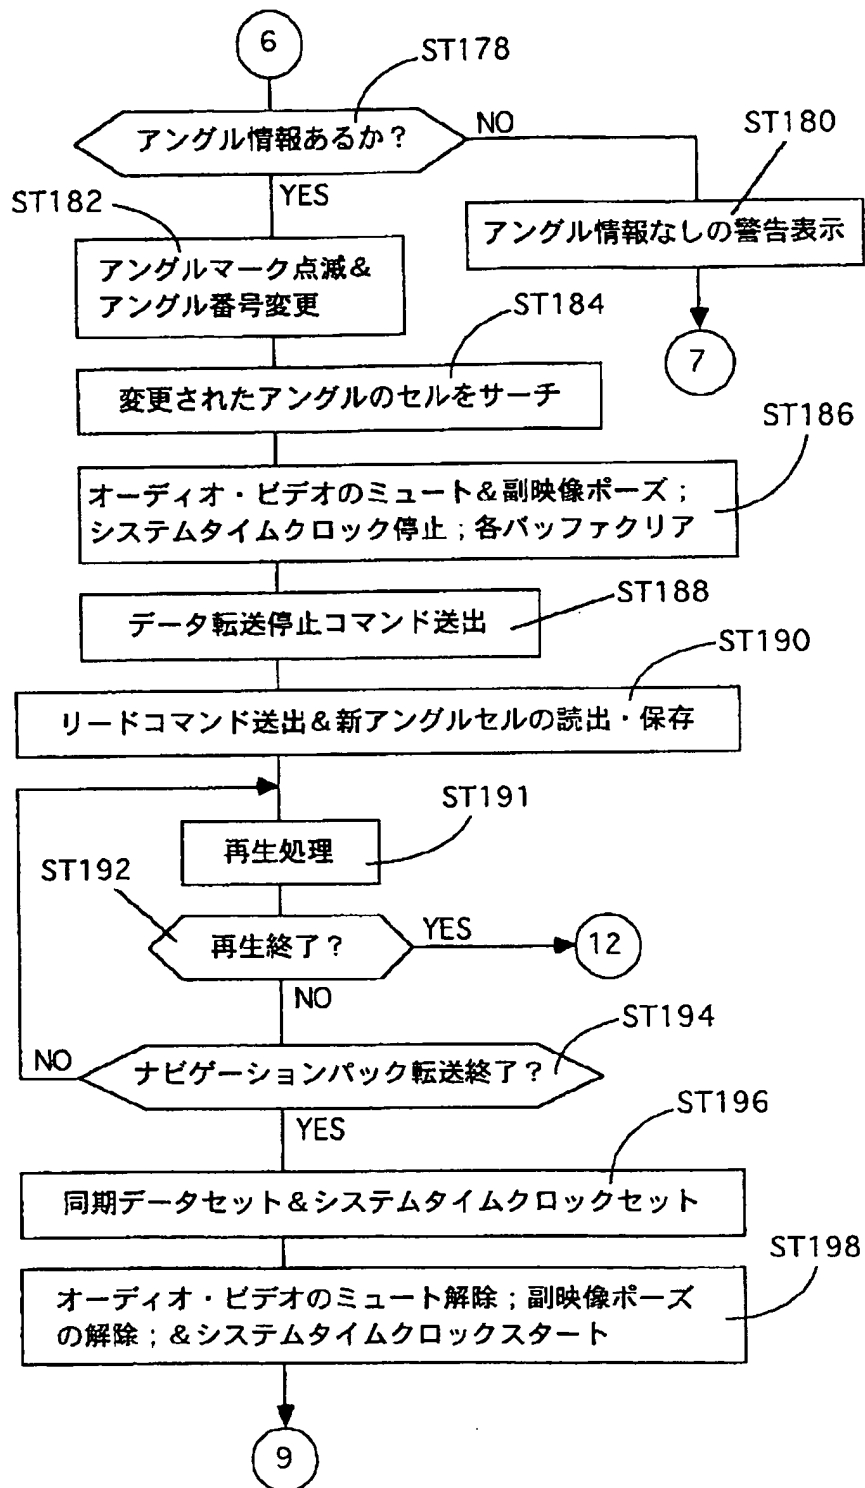 6
ST178
アングル情報あるか？
NO
ST180
YES
ST182
アングル情報なしの警告表示
アングルマーク点滅&
アングル番号変更
7
ST184
変更されたアングルのセルをサーチ
ST186
オーディオ・ビデオのミュート&副映像ポーズ；
システムタイムクロック停止；各バッファクリア
ST188
データ転送停止コマンド送出
ST190
リードコマンド送出&新アングルセルの読出・保存
ST191
再生処理
ST192
再生終了？
YES
12
NO
ST194
ナビゲーションパック転送終了？
NO
YES
ST196
同期データセット&システムタイムクロックセット
ST198
オーディオ・ビデオのミュート解除；副映像ポーズ
の解除；&システムタイムクロックスタート
9